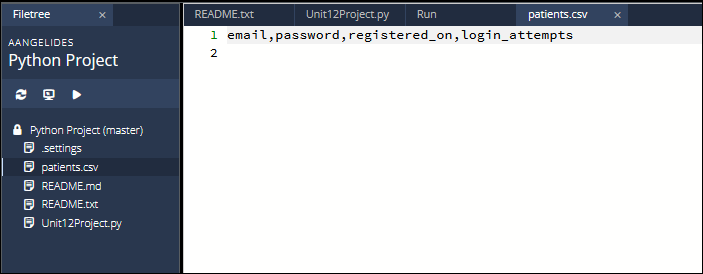 Filetree ×
AANGELIDES
Python Project
Python Project (master)
.settings
patients.csv
README.md
README.txt
Unit12Project.py
README.txt × Unit12Project.py × Run × patients.csv ×
1 email,password,registered_on,login_attempts
2